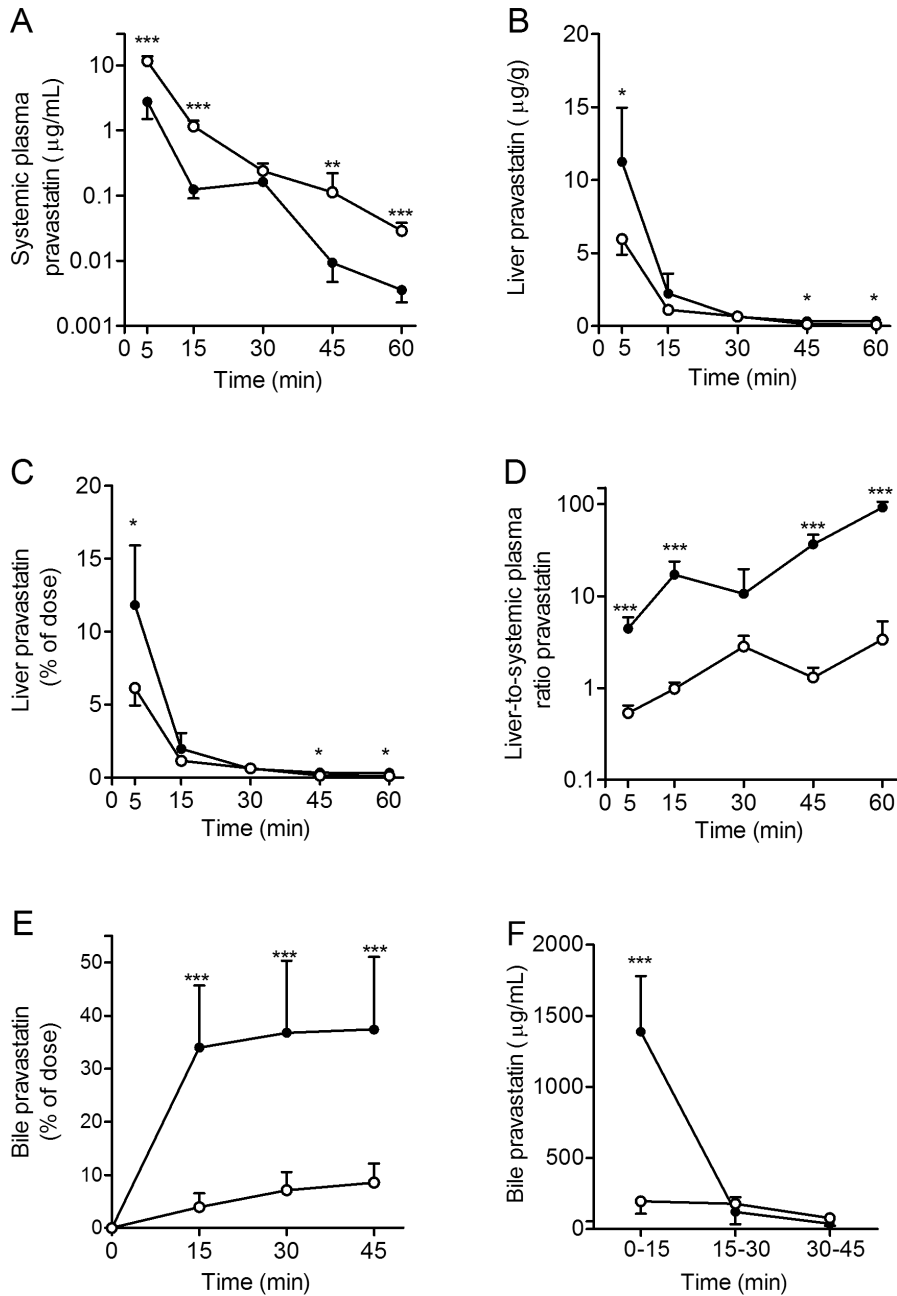 A
Systemic plasma
pravastatin ( μg/mL)
10
1
0.1
0.01
0.001
***
***
**
***
0 5 15 30 45 60
Time (min)
B
Liver pravastatin ( μg/g)
20
15
10
5
0
*
*
*
0 5 15 30 45 60
Time (min)
C
Liver pravastatin
(% of dose)
20
15
10
5
0
*
*
*
0 5 15 30 45 60
Time (min)
D
Liver-to-systemic plasma
ratio pravastatin
100
10
1
0.1
***
***
***
***
0 5 15 30 45 60
Time (min)
E
Bile pravastatin
(% of dose)
50
40
30
20
10
0
***
***
***
0 15 30 45
Time (min)
F
Bile pravastatin ( μg/mL)
2000
1500
1000
500
0
***
0-15 15-30 30-45
Time (min)